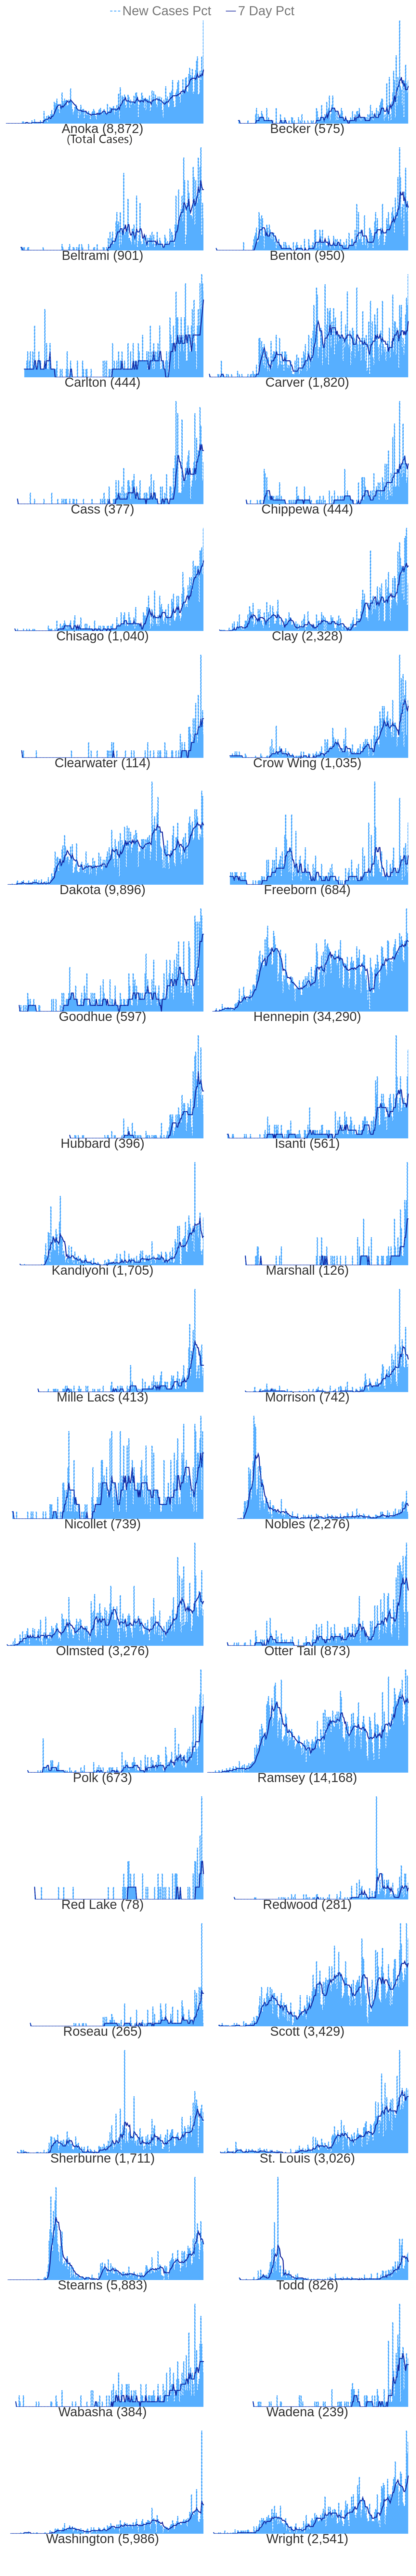 New Cases Pct 7 Day Pct
Anoka (8,872) Becker (575)
(Total Cases)
Beltrami (901) Benton (950)
Carlton (444) Carver (1,820)
Cass (377) Chippewa (444)
Chisago (1,040) Clay (2,328)
Clearwater (114) Crow Wing (1,035)
Dakota (9,896) Freeborn (684)
Goodhue (597) Hennepin (34,290)
Hubbard (396) Isanti (561)
Kandiyohi (1,705) Marshall (126)
Mille Lacs (413) Morrison (742)
Nicollet (739) Nobles (2,276)
Olmsted (3,276) Otter Tail (873)
Polk (673) Ramsey (14,168)
Red Lake (78) Redwood (281)
Roseau (265) Scott (3,429)
Sherburne (1,711) St. Louis (3,026)
Stearns (5,883) Todd (826)
Wabasha (384) Wadena (239)
Washington (5,986) Wright (2,541)